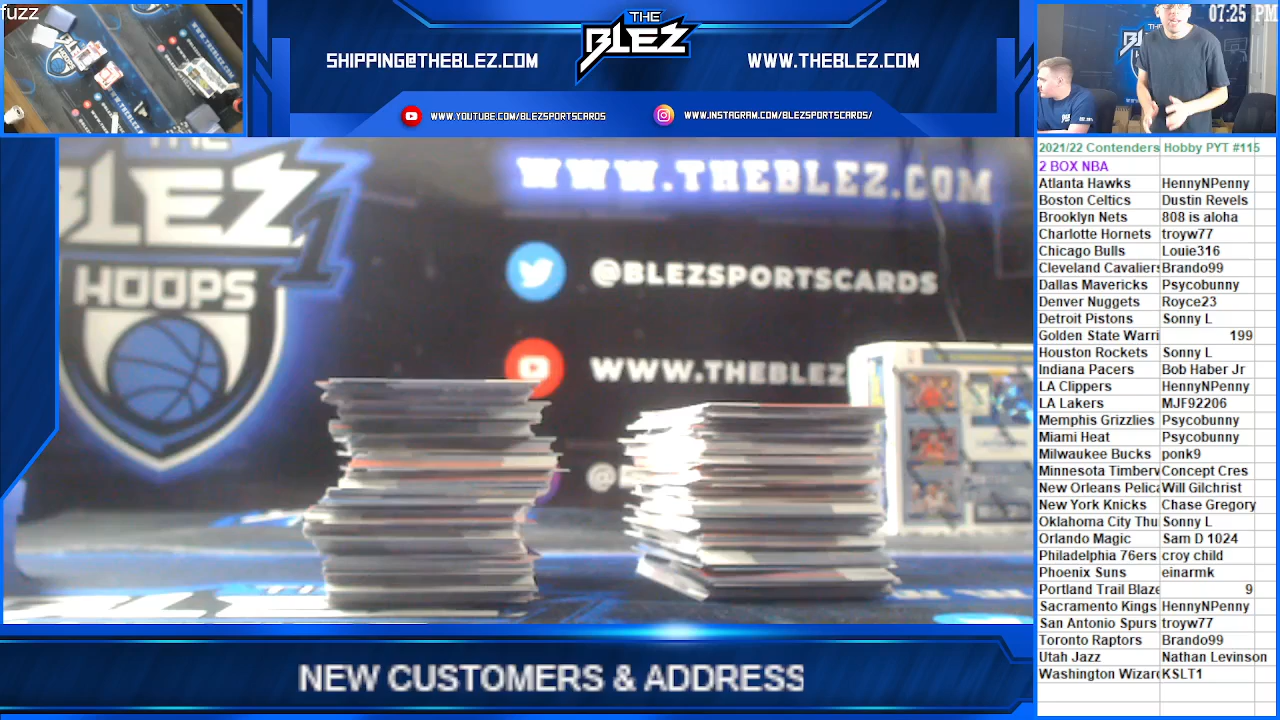 fuzz
SHIPPING@THEBLEZ.COM
THE
BLEZ
WWW.THEBLEZ.COM
WWW.YOUTUBE.COM/BLEZSPORTSCARDS
WWW.INSTAGRAM.COM/BLEZSPORTSCARDS/
07:25 PM
BLEZ
1
HOOPS
WWW.THEBLEZ.COM
@BLEZSPORTSCARDS
WWW.THEBLEZ
2021/22 Contenders Hobby PYT #115
2 BOX NBA
Atlanta Hawks HennyNPenny
Boston Celtics Dustin Revels
Brooklyn Nets 808 is aloha
Charlotte Hornets troyw77
Chicago Bulls Louie316
Cleveland Cavaliers Brando99
Dallas Mavericks Psycobunny
Denver Nuggets Royce23
Detroit Pistons Sonny L
Golden State Warri 199
Houston Rockets Sonny L
Indiana Pacers Bob Haber Jr
LA Clippers HennyNPenny
LA Lakers MJF92206
Memphis Grizzlies Psycobunny
Miami Heat Psycobunny
Milwaukee Bucks ponk9
Minnesota Timberv Concept Cres
New Orleans Pelica Will Gilchrist
New York Knicks Chase Gregory
Oklahoma City Thu Sonny L
Orlando Magic Sam D 1024
Philadelphia 76ers croy child
Phoenix Suns einarmk
Portland Trail Blaze 9
Sacramento Kings HennyNPenny
San Antonio Spurs troyw77
Toronto Raptors Brando99
Utah Jazz Nathan Levinson
Washington Wizard KSLT1
NEW CUSTOMERS & ADDRESS